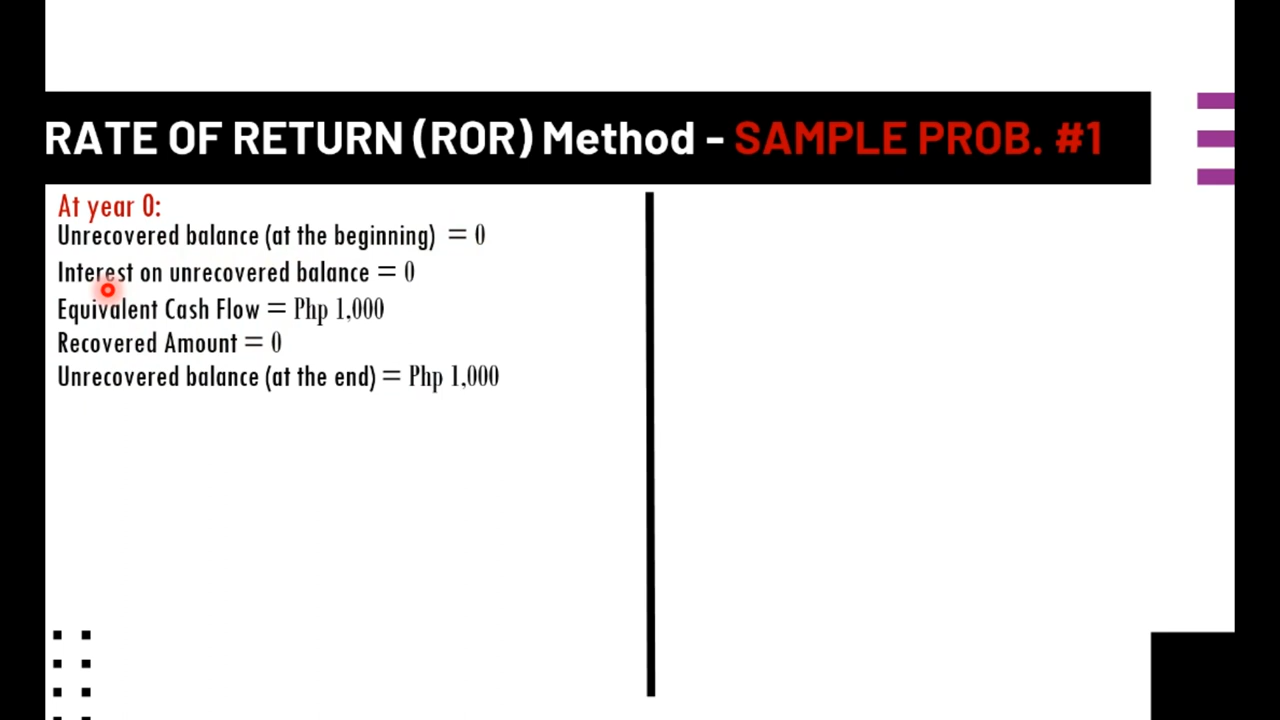 RATE OF RETURN (ROR) Method - SAMPLE PROB. #1
At year 0:
Unrecovered balance (at the beginning) = 0
Interest on unrecovered balance = 0
Equivalent Cash Flow = Php 1,000
Recovered Amount = 0
Unrecovered balance (at the end) = Php 1,000